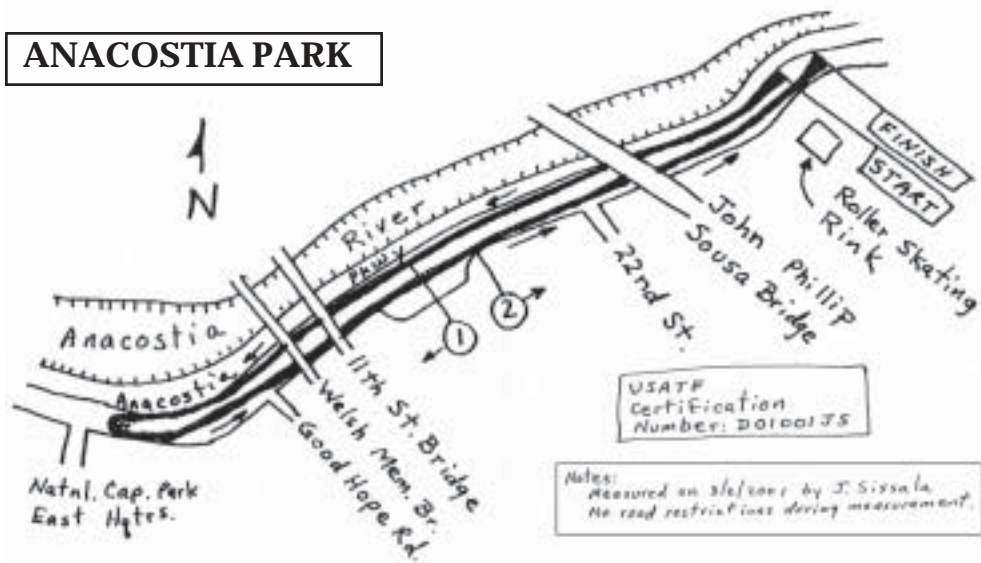 ANACOSTIA PARK
N
River
Anacostia
Pkwy
Anacostia
1
2
FINISH
START
Roller Skating
Rink
John Phillip
Sousa Bridge
22nd St.
11th St. Bridge
Welsh Mem. Br.
Good Hope Rd.
Natnl. Cap. Park
East Hqtrs.
USATF
Certification
Number: D01001JS
Notes:
Measured on by J. Sissala
No road restrictions during measurement.